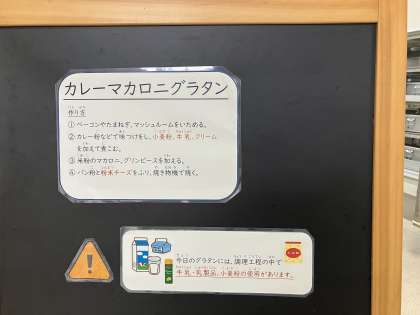 カレーマカロニグラタン
作り方
① ベーコンやたまねぎ、マッシュルームをいためる。
② カレー粉などで味つけをし、小麦粉、牛乳、クリーム
を加えて煮こむ。
③ 米粉のマカロニ、グリンピースを加える。
④ パン粉と粉末チーズをふり、焼き物機で焼く。
今日のグラタンには、調理工程の中で
牛乳・乳製品、小麦粉の使用があります。